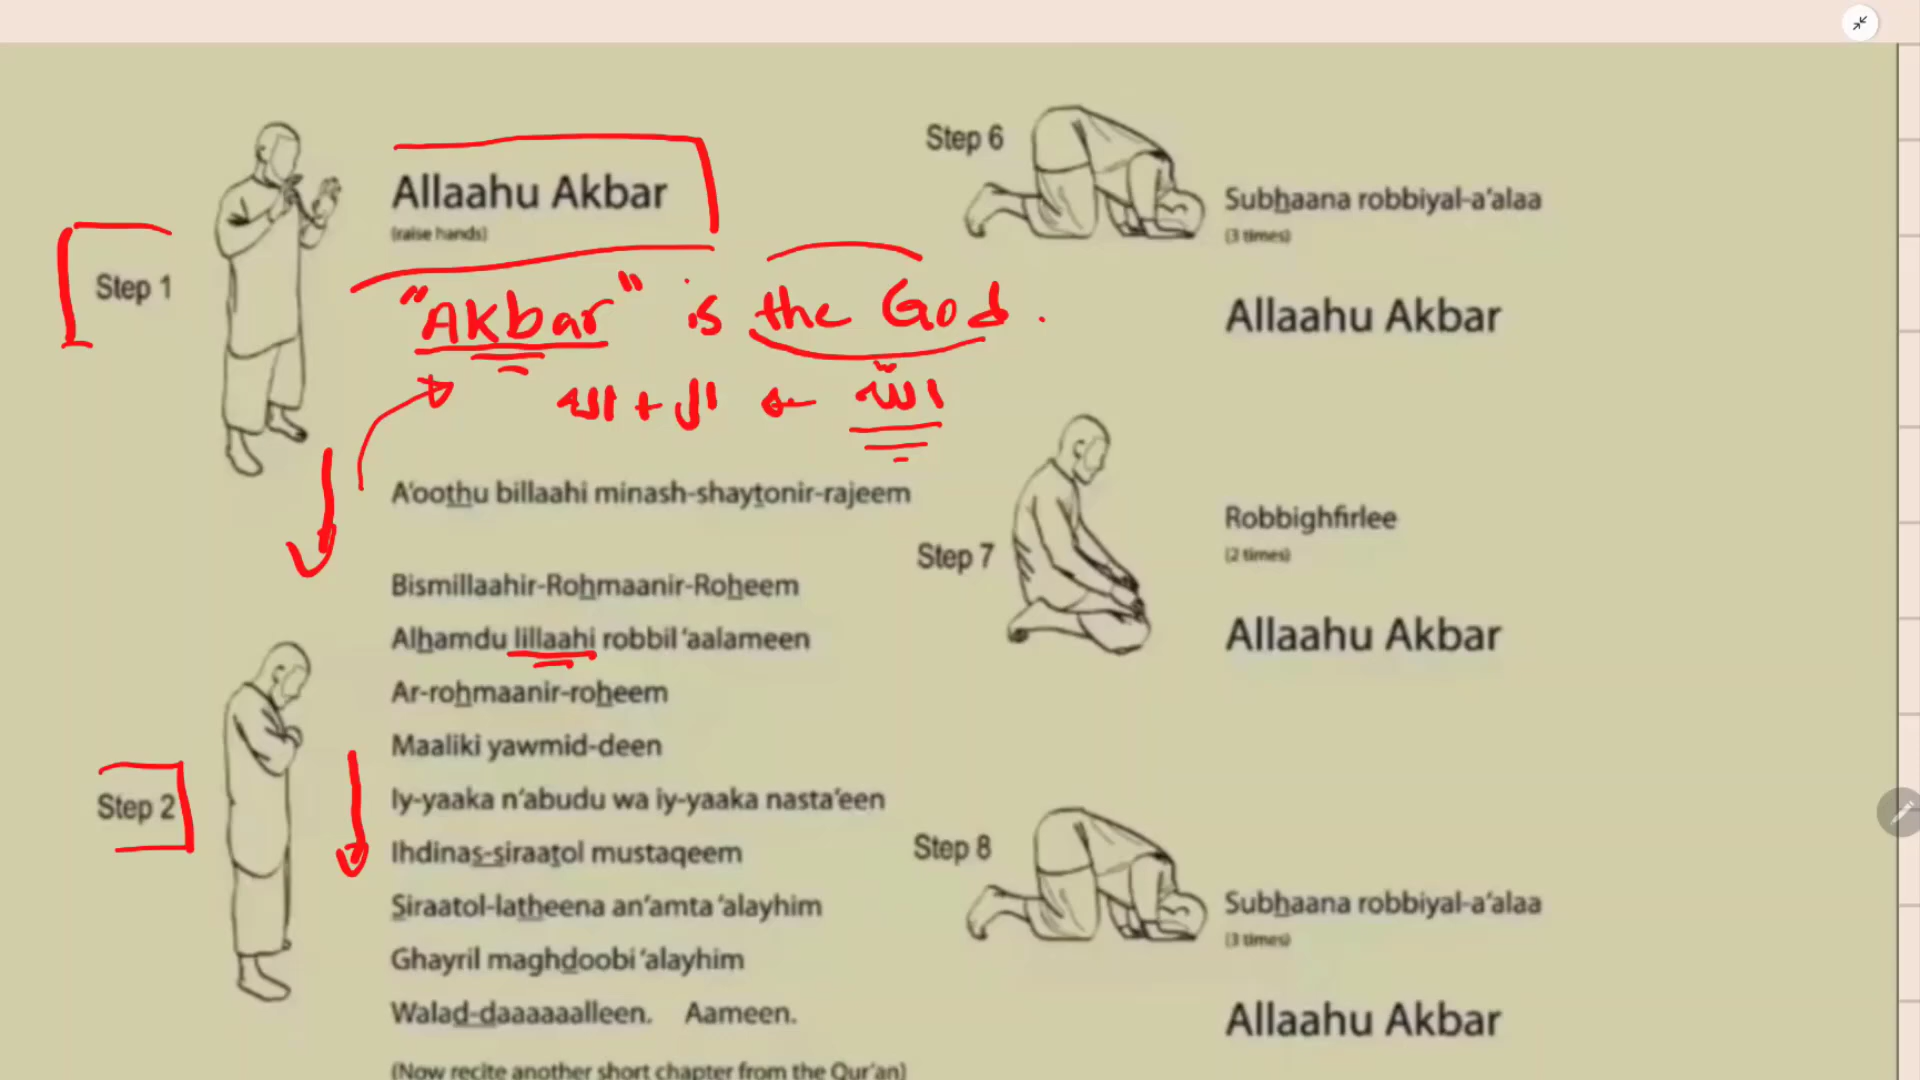 Step 1
Allaahu Akbar
(raise hands)
"Akbar" is the God.
الله ← ال + اله
A'oothu billaahi minash-shaytonir-rajeem
Bismillaahir-Rohmaanir-Roheem
Alhamdu lillaahi robbil 'aalameen
Ar-rohmaanir-roheem
Maaliki yawmid-deen
Step 2
Iy-yaaka n'abudu wa iy-yaaka nasta'een
Ihdinas-siraatol mustaqeem
Siraatol-latheena an'amta 'alayhim
Ghayril maghdoobi 'alayhim
Walad-daaaaaalleen. Aameen.
(Now recite another short chapter from the Qur'an)
Step 6
Subhaana robbiyal-a'alaa
(3 times)
Allaahu Akbar
Step 7
Robbighfirlee
(2 times)
Allaahu Akbar
Step 8
Subhaana robbiyal-a'alaa
(3 times)
Allaahu Akbar